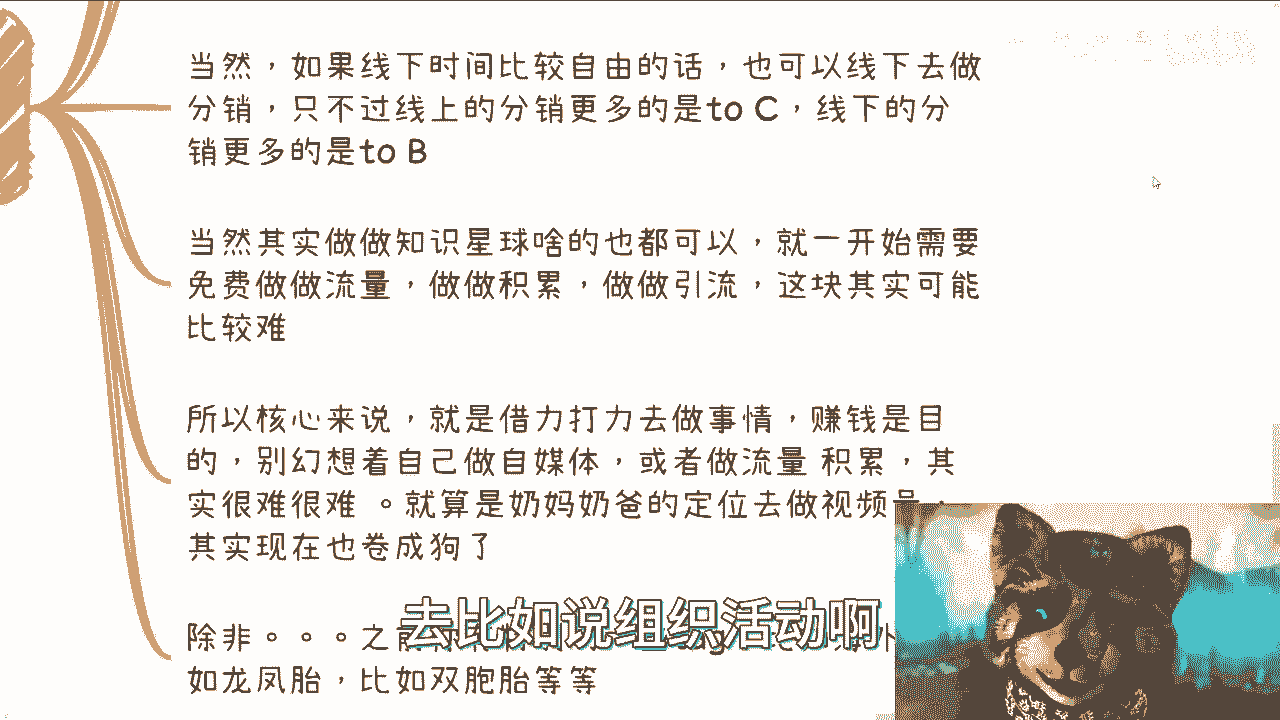 当然，如果线下时间比较自由的话，也可以线下去做
分销，只不过线上的分销更多的是to C，线下的分
销更多的是to B
当然其实做做知识星球啥的也都可以，就一开始需要
免费做做流量，做做积累，做做引流，这块其实可能
比较难
所以核心来说，就是借力打力去做事情，赚钱是目
的，别幻想着自己做自媒体，或者做流量 积累，其
实很难很难 。就算是奶妈奶爸的定位去做视频号，
其实现在也卷成狗了
去比如说组织活动啊
除非。。。之前
如龙凤胎，比如双胞胎等等